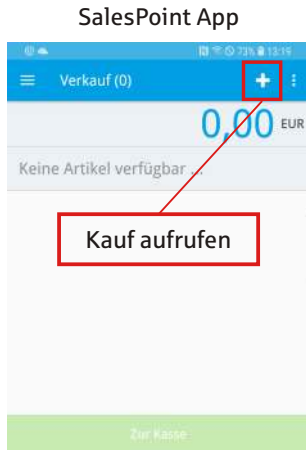 SalesPoint App
73% 13:19
Verkauf (0)
0,00 EUR
Keine Artikel verfügbar ...
Kauf aufrufen
Zur Kasse